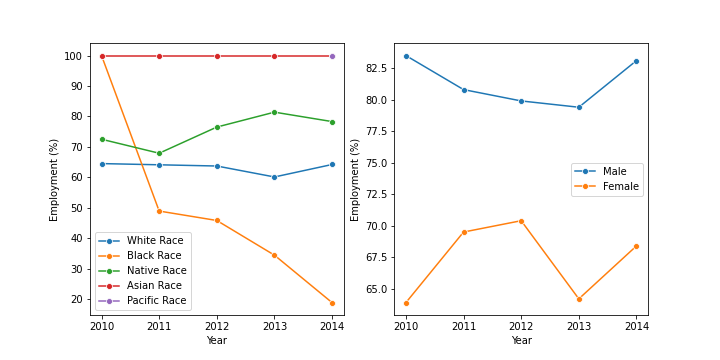 100
90
80
70
60
50
40
30
20
Employment (%)
White Race
Black Race
Native Race
Asian Race
Pacific Race
2010 2011 2012 2013 2014
Year
82.5
80.0
77.5
75.0
72.5
70.0
67.5
65.0
Employment (%)
Male
Female
2010 2011 2012 2013 2014
Year